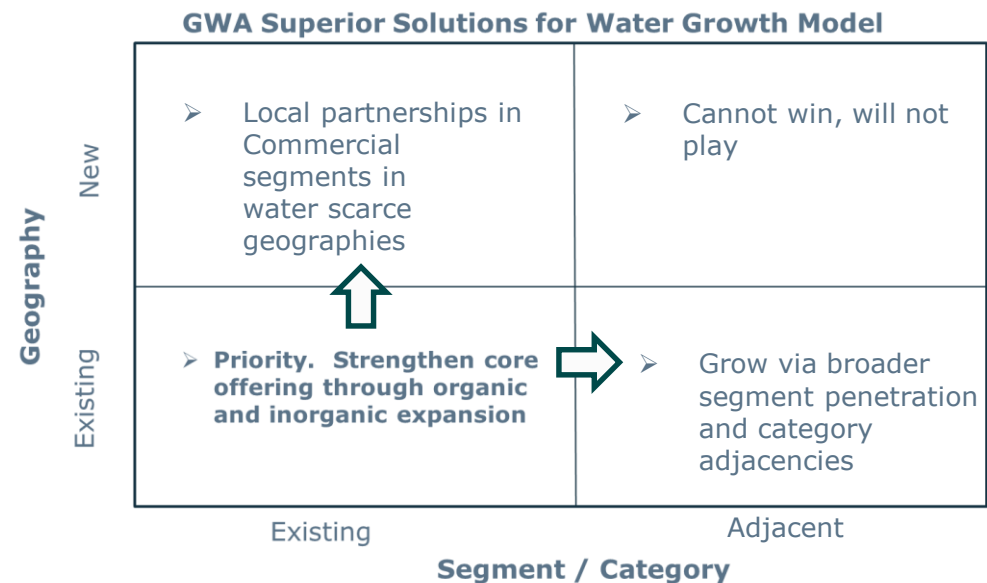 GWA Superior Solutions for Water Growth Model
Geography
New
➢ Local partnerships in
Commercial
segments in
water scarce
geographies
➢ Cannot win, will not
play
Existing
➢ Priority.  Strengthen core
offering through organic
and inorganic expansion
➢ Grow via broader
segment penetration
and category
adjacencies
Existing
Adjacent
Segment / Category